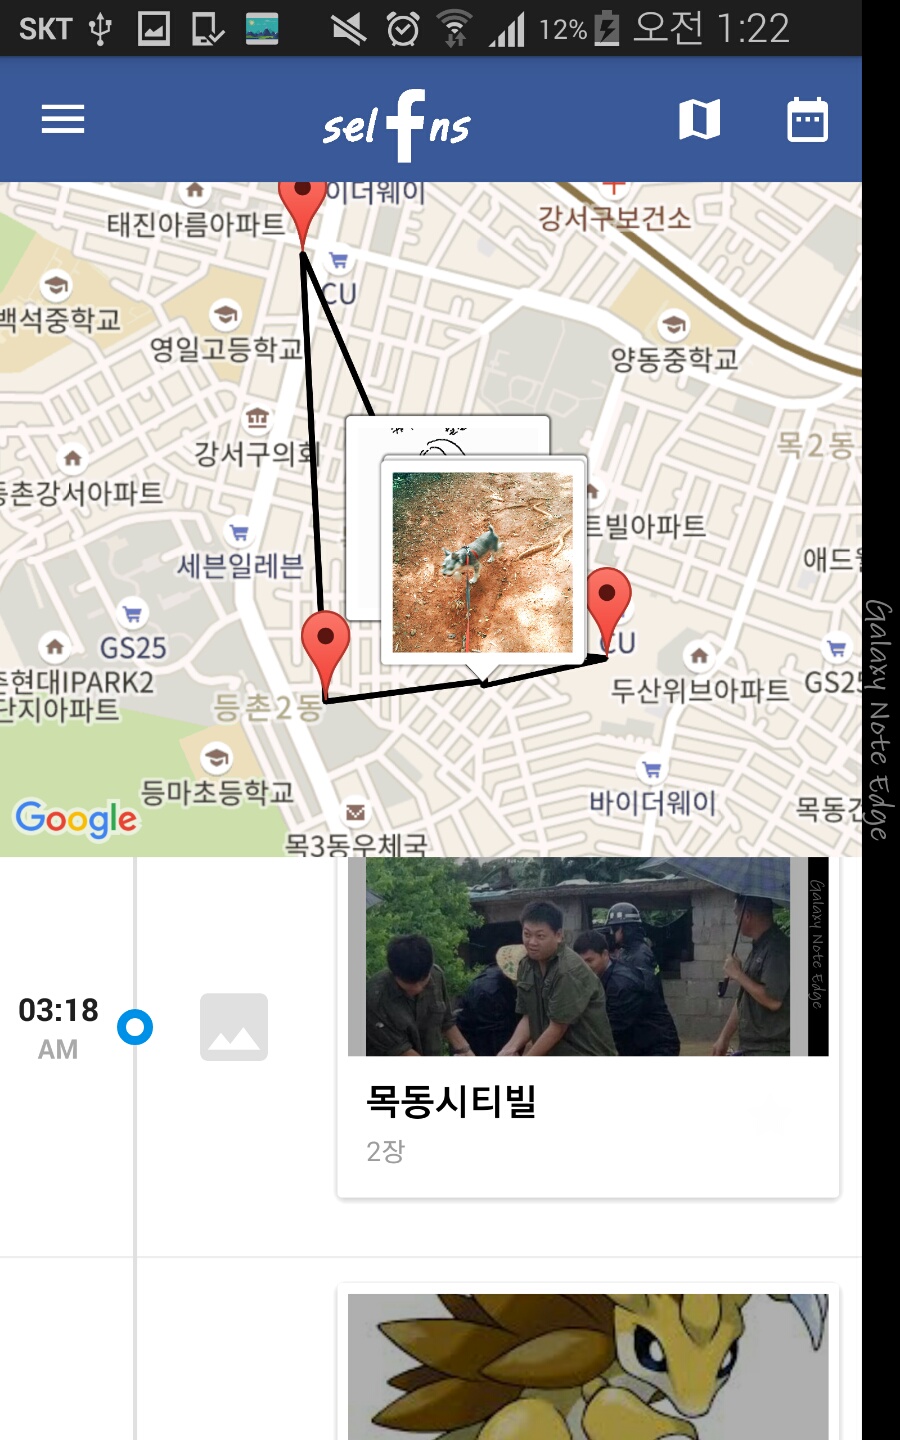 SKT 12% 오전 1:22
self ns
이더웨이
태진아름아파트
강서구보건소
CU
백석중학교
영일고등학교
양동중학교
강서구의회
목2동
등촌강서아파트
트빌아파트
세븐일레븐
애드
GS25
CU
촌현대IPARK2
단지아파트
두산위브아파트
GS25
등촌2동
등마초등학교
바이더웨이
목동
Google
목3동우체국
Galaxy Note Edge
Galaxy Note Edge
03:18
AM
목동시티빌
2장